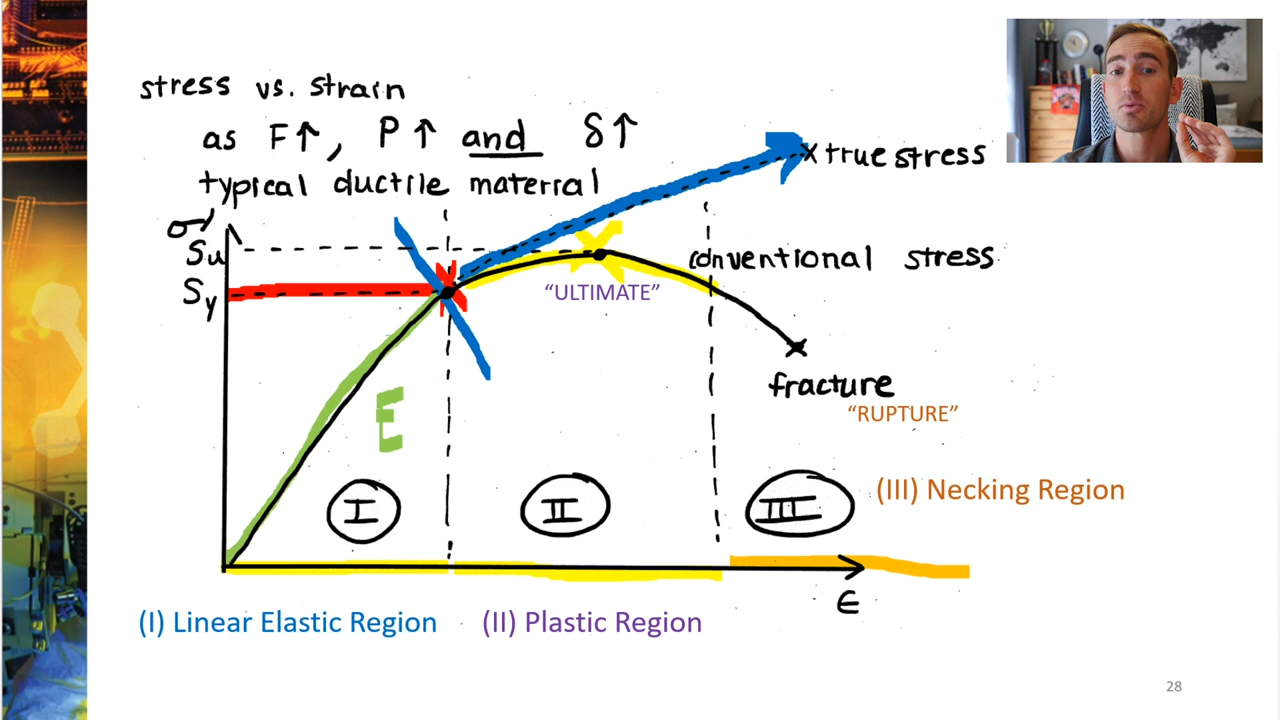 stress vs. strain
as F↑, P↑ and δ↑
typical ductile material
true stress
σ
Su
conventional stress
Sy
"ULTIMATE"
fracture
"RUPTURE"
E
I
II
III
(III) Necking Region
ϵ
(I) Linear Elastic Region
(II) Plastic Region
28